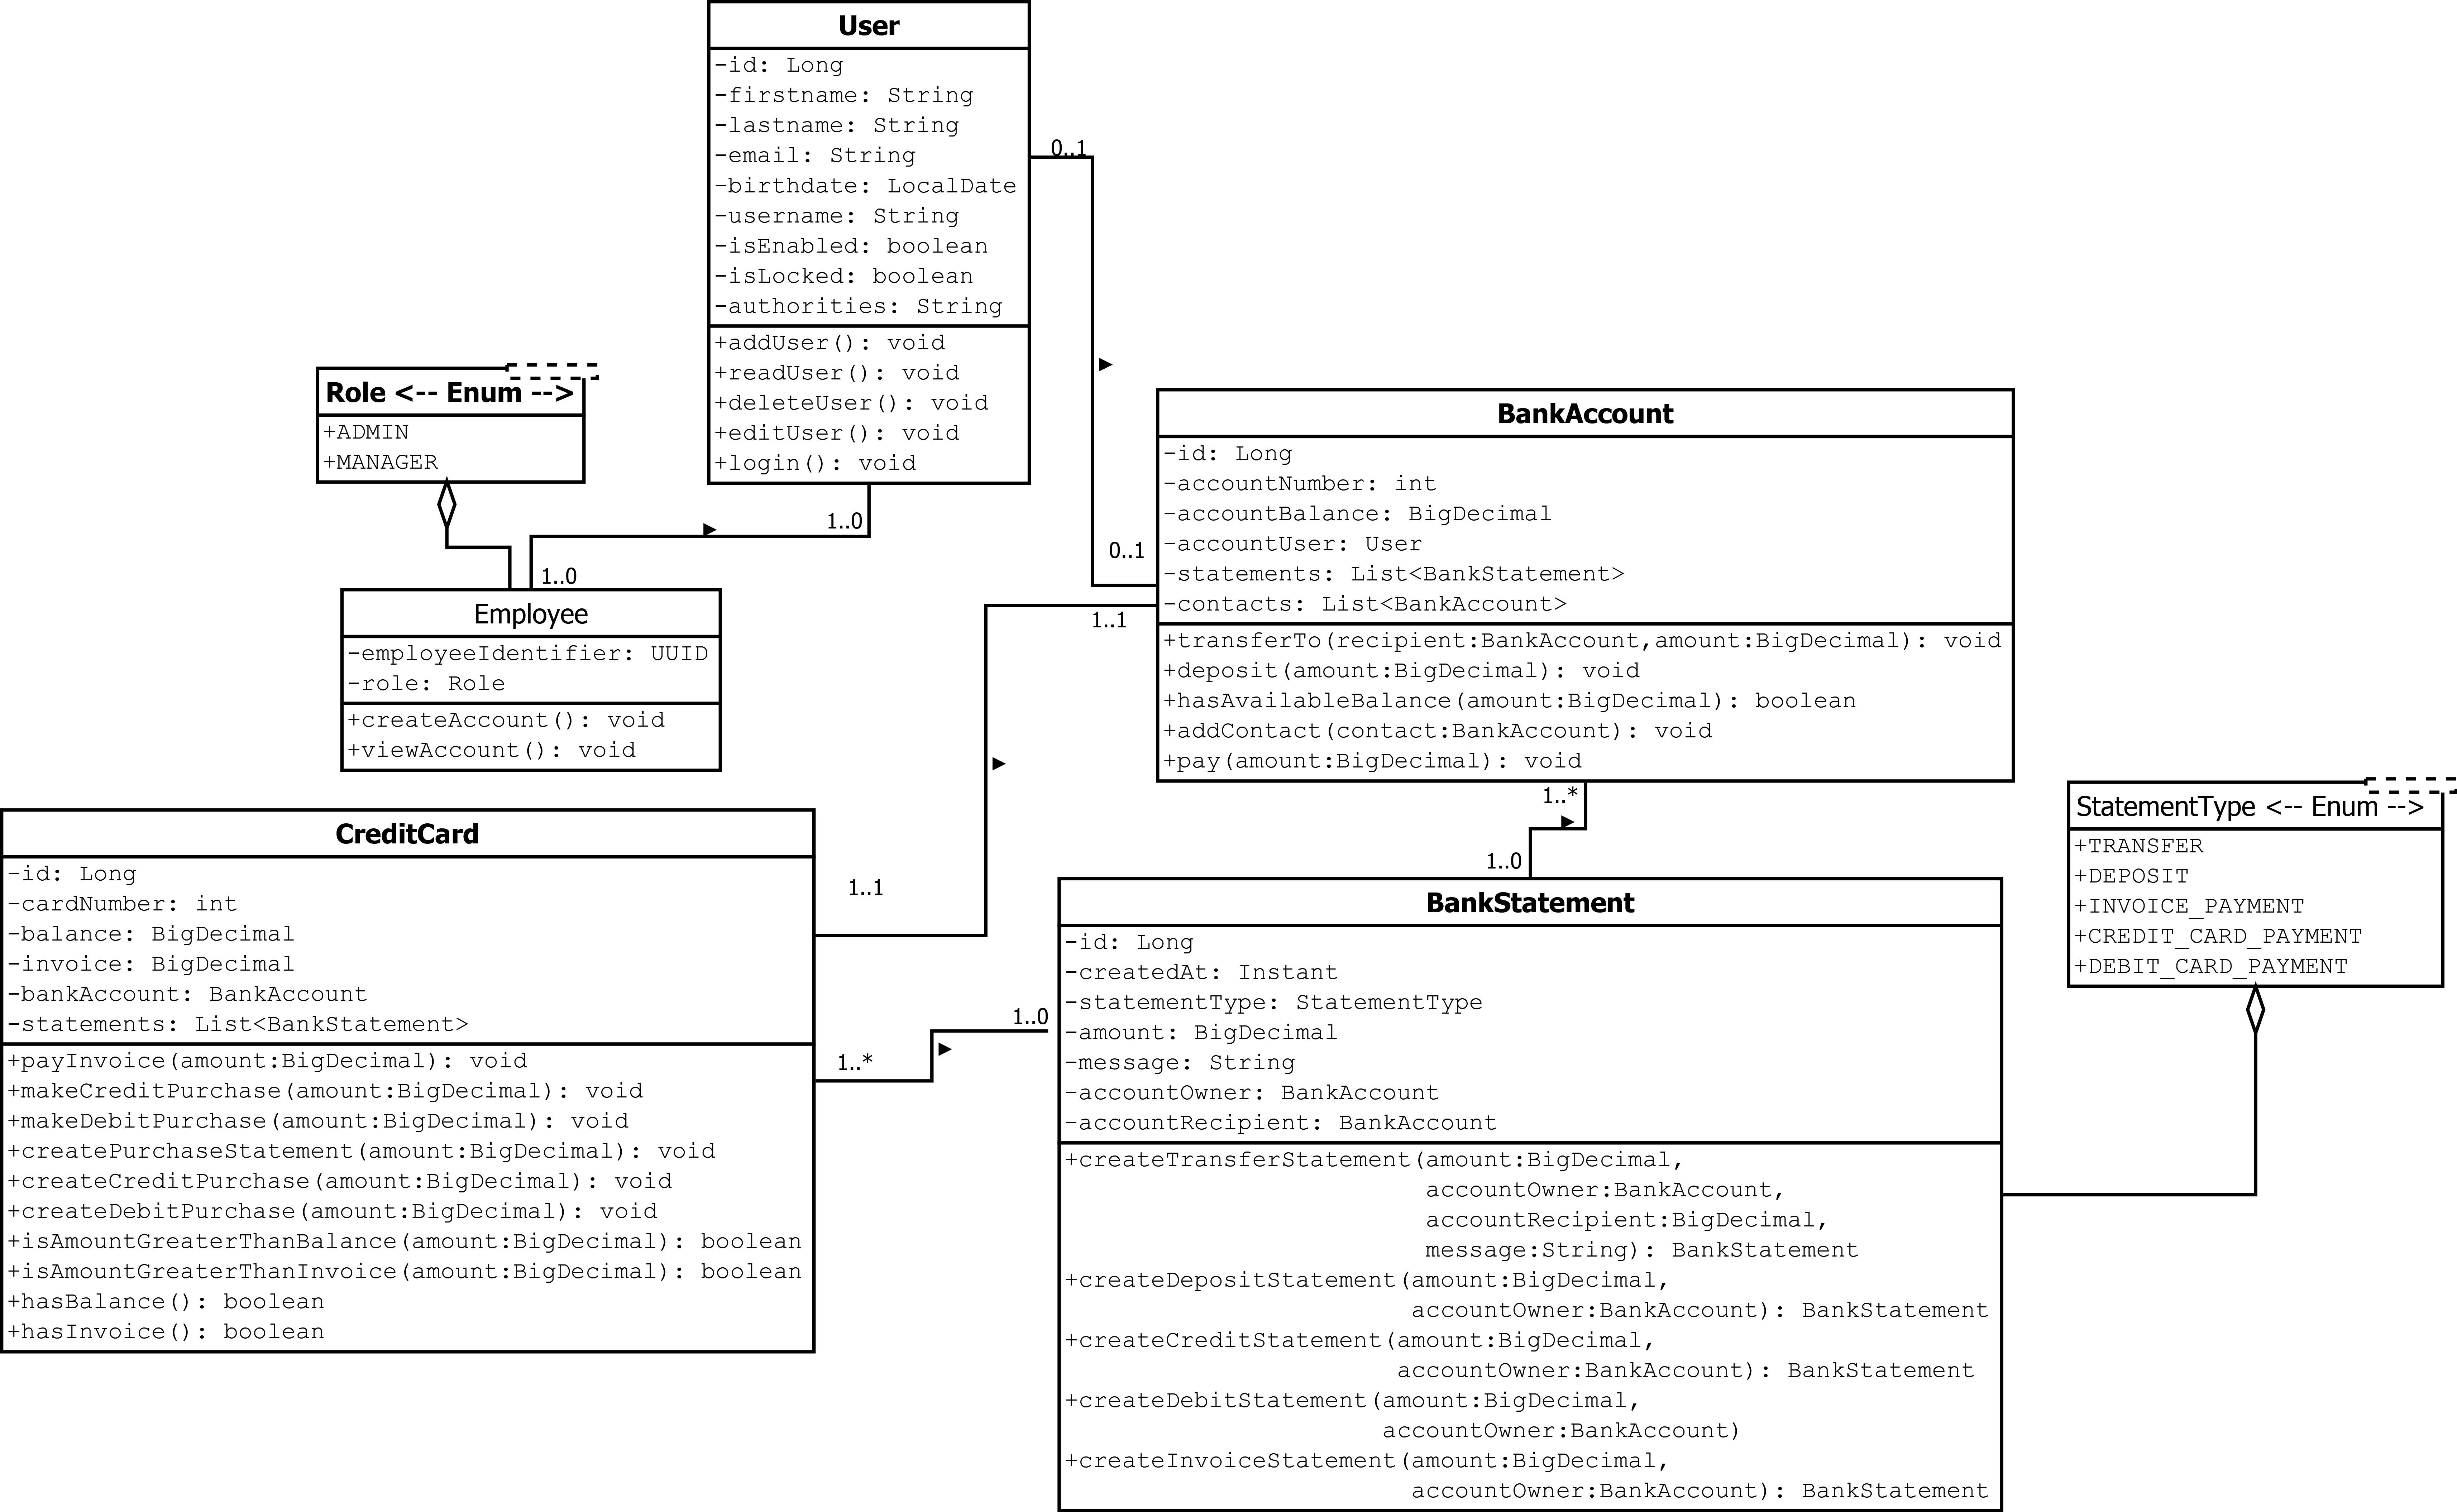 User
-id: Long
-firstname: String
-lastname: String
-email: String
-birthdate: LocalDate
-username: String
-isEnabled: boolean
-isLocked: boolean
-authorities: String
+addUser(): void
+readUser(): void
+deleteUser(): void
+editUser(): void
+login(): void
0..1
0..1
Role <-- Enum -->
+ADMIN
+MANAGER
1..0
1..0
Employee
-employeeIdentifier: UUID
-role: Role
+createAccount(): void
+viewAccount(): void
BankAccount
-id: Long
-accountNumber: int
-accountBalance: BigDecimal
-accountUser: User
-statements: List<BankStatement>
-contacts: List<BankAccount>
+transferTo(recipient:BankAccount,amount:BigDecimal): void
+deposit(amount:BigDecimal): void
+hasAvailableBalance(amount:BigDecimal): boolean
+addContact(contact:BankAccount): void
+pay(amount:BigDecimal): void
1..1
1..1
1..*
1..0
CreditCard
-id: Long
-cardNumber: int
-balance: BigDecimal
-invoice: BigDecimal
-bankAccount: BankAccount
-statements: List<BankStatement>
+payInvoice(amount:BigDecimal): void
+makeCreditPurchase(amount:BigDecimal): void
+makeDebitPurchase(amount:BigDecimal): void
+createPurchaseStatement(amount:BigDecimal): void
+createCreditPurchase(amount:BigDecimal): void
+createDebitPurchase(amount:BigDecimal): void
+isAmountGreaterThanBalance(amount:BigDecimal): boolean
+isAmountGreaterThanInvoice(amount:BigDecimal): boolean
+hasBalance(): boolean
+hasInvoice(): boolean
1..0
1..*
BankStatement
-id: Long
-createdAt: Instant
-statementType: StatementType
-amount: BigDecimal
-message: String
-accountOwner: BankAccount
-accountRecipient: BankAccount
+createTransferStatement(amount:BigDecimal,
accountOwner:BankAccount,
accountRecipient:BigDecimal,
message:String): BankStatement
+createDepositStatement(amount:BigDecimal,
accountOwner:BankAccount): BankStatement
+createCreditStatement(amount:BigDecimal,
accountOwner:BankAccount): BankStatement
+createDebitStatement(amount:BigDecimal,
accountOwner:BankAccount)
+createInvoiceStatement(amount:BigDecimal,
accountOwner:BankAccount): BankStatement
StatementType <-- Enum -->
+TRANSFER
+DEPOSIT
+INVOICE_PAYMENT
+CREDIT_CARD_PAYMENT
+DEBIT_CARD_PAYMENT